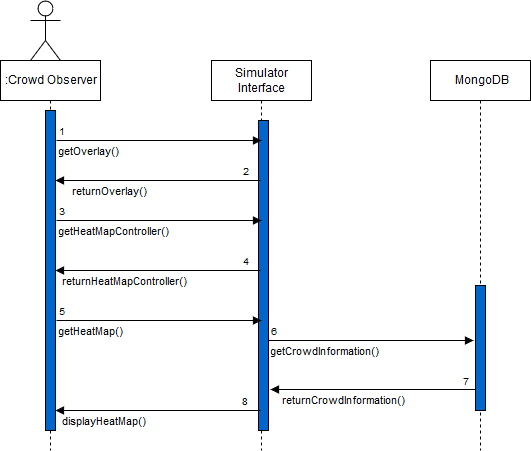 :Crowd Observer
Simulator
Interface
MongoDB
1
getOverlay()
2
returnOverlay()
3
getHeatMapController()
4
returnHeatMapController()
5
getHeatMap()
6
getCrowdInformation()
7
returnCrowdInformation()
8
displayHeatMap()